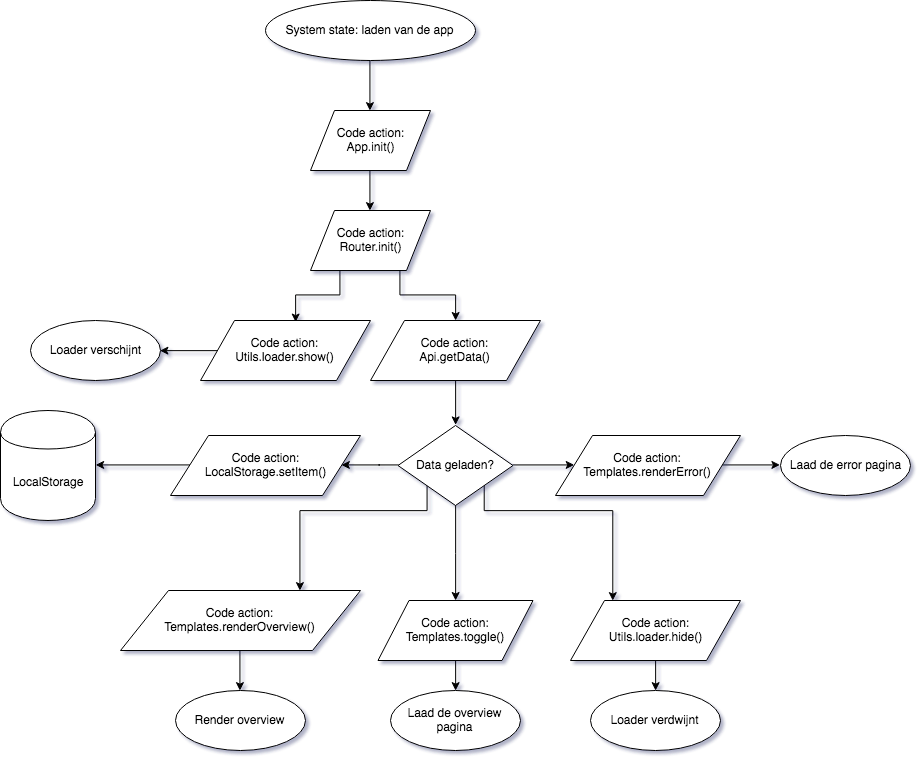 System state: laden van de app
Code action:
App.init()
Code action:
Router.init()
Loader verschijnt
Code action:
Utils.loader.show()
Code action:
Api.getData()
LocalStorage
Code action:
LocalStorage.setItem()
Data geladen?
Code action:
Templates.renderError()
Laad de error pagina
Code action:
Templates.renderOverview()
Code action:
Templates.toggle()
Code action:
Utils.loader.hide()
Render overview
Laad de overview
pagina
Loader verdwijnt